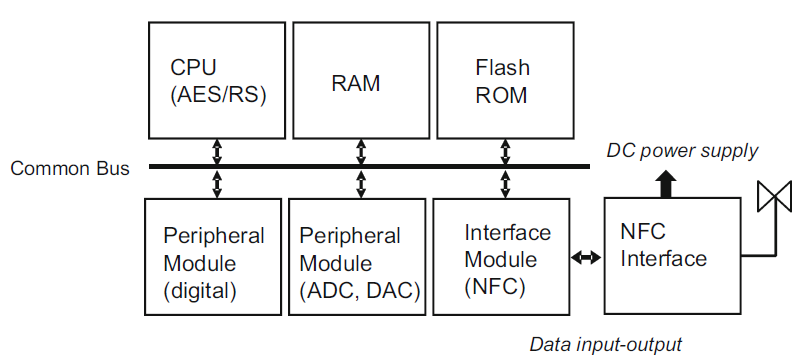 CPU
(AES/RS)
RAM
Flash
ROM
Common Bus
DC power supply
Peripheral
Module
(digital)
Peripheral
Module
(ADC, DAC)
Interface
Module
(NFC)
NFC
Interface
Data input-output